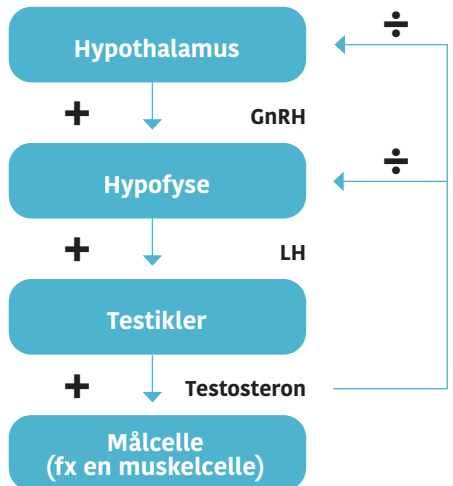 Hypothalamus
÷
+
GnRH
÷
Hypofyse
+
LH
Testikler
+
Testosteron
Målcelle
(fx en muskelcelle)